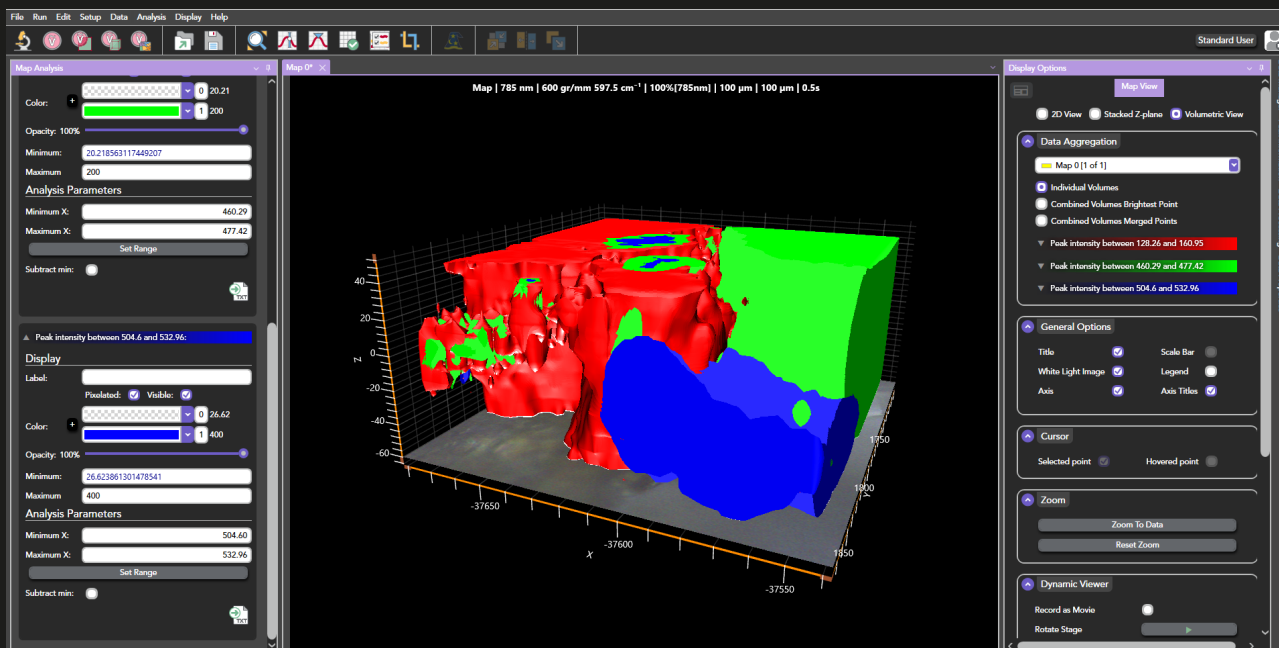 File Run Edit Setup Data Analysis Display Help
Standard User
Map Analysis
Color:
+
0 20.21
1 200
Opacity: 100%
Minimum: 20.218563117449207
Maximum 200
Analysis Parameters
Minimum X: 460.29
Maximum X: 477.42
Set Range
Subtract min:
TXT
Peak intensity between 504.6 and 532.96:
Display
Label:
Pixelated: Visible:
Color:
+
0 26.62
1 400
Opacity: 100%
Minimum: 26.623861301478541
Maximum 400
Analysis Parameters
Minimum X: 504.60
Maximum X: 532.96
Set Range
Subtract min:
TXT
Map 0*
Map | 785 nm | 600 gr/mm 597.5 cm⁻¹ | 100%[785nm] | 100 µm | 100 µm | 0.5s
40
20
0
-20
-40
-60
Z
-37650
-37600
-37550
X
1750
1800
1850
Y
Display Options
Map View
2D View Stacked Z-plane Volumetric View
Data Aggregation
Map 0 [1 of 1]
Individual Volumes
Combined Volumes Brightest Point
Combined Volumes Merged Points
Peak intensity between 128.26 and 160.95
Peak intensity between 460.29 and 477.42
Peak intensity between 504.6 and 532.96
General Options
Title Scale Bar
White Light Image Legend
Axis Axis Titles
Cursor
Selected point Hovered point
Zoom
Zoom To Data
Reset Zoom
Dynamic Viewer
Record as Movie
Rotate Stage